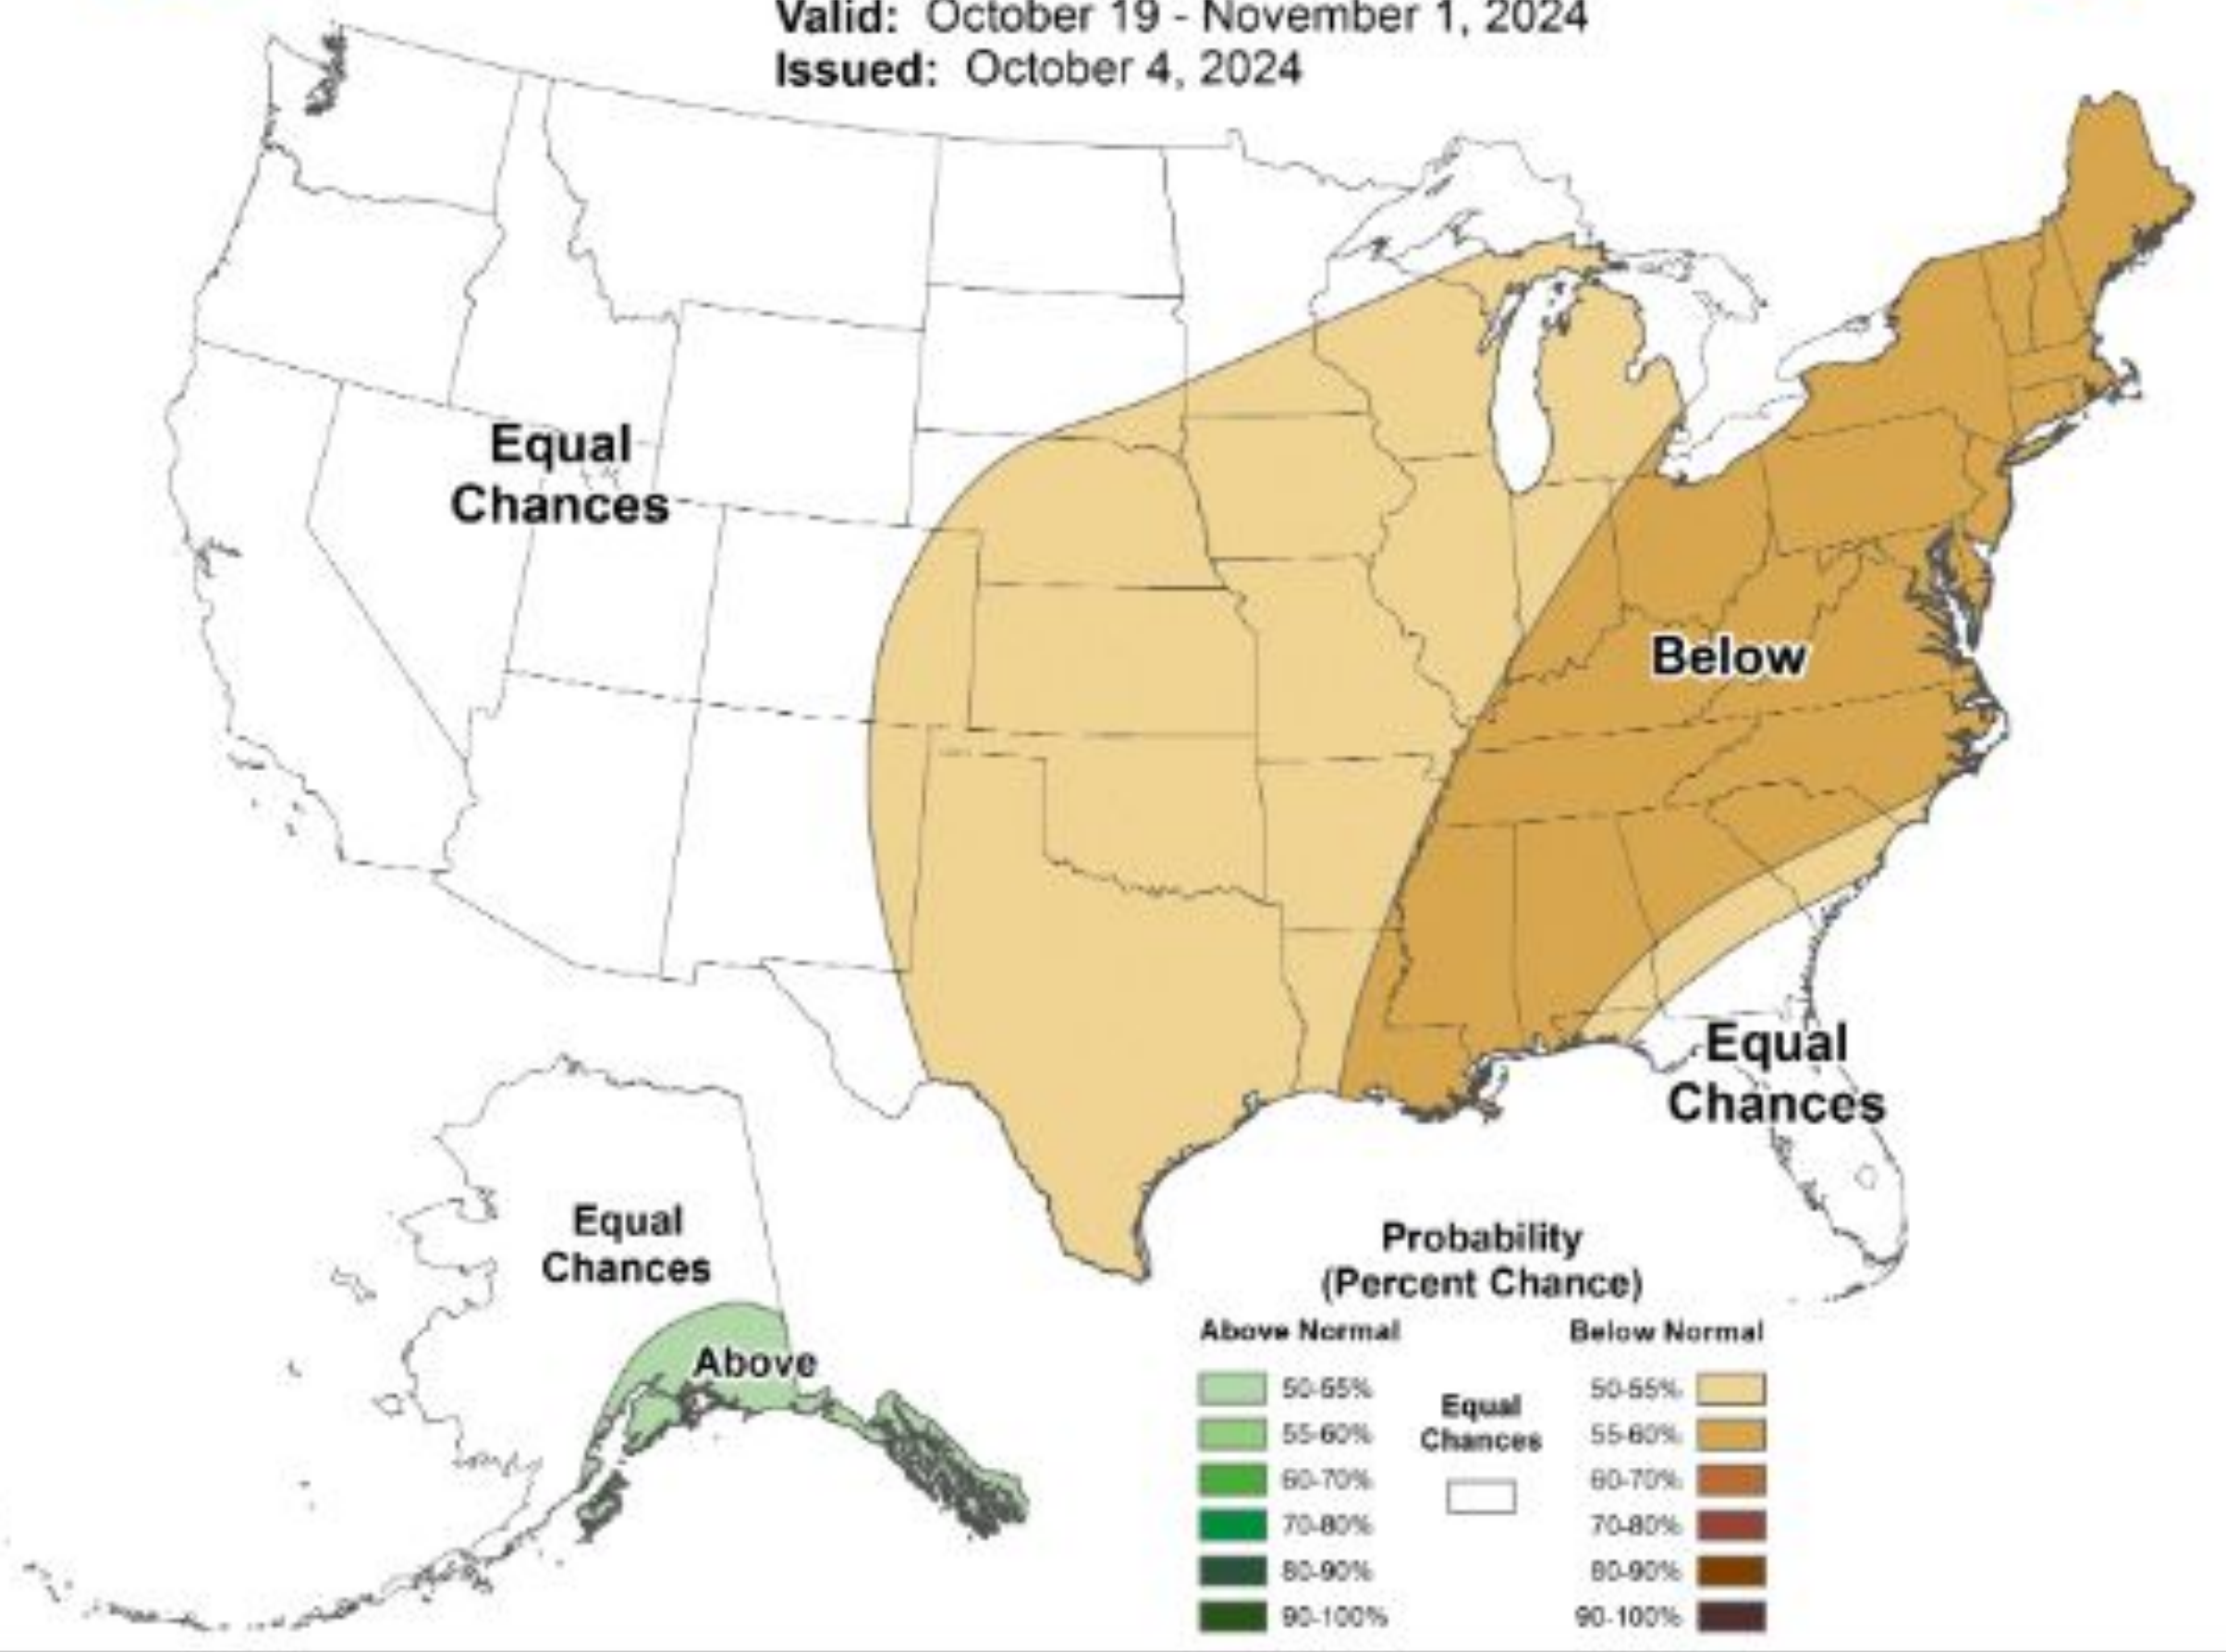 Valid: October 19 - November 1, 2024
Issued: October 4, 2024
Equal
Chances
Below
Equal
Chances
Equal
Chances
Above
Probability
(Percent Chance)
Above Normal
Below Normal
50-55%
55-60%
60-70%
70-80%
80-90%
90-100%
Equal
Chances
50-55%
55-60%
60-70%
70-80%
80-90%
90-100%